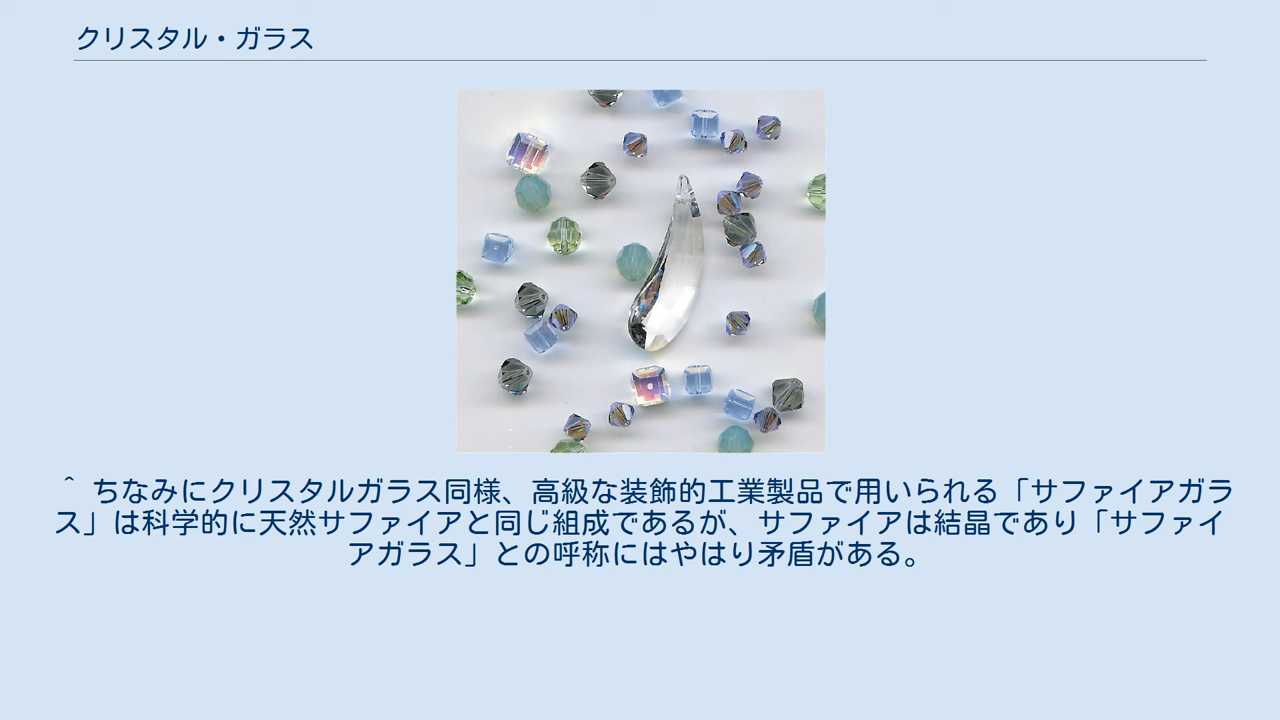 クリスタル・ガラス
^ ちなみにクリスタルガラス同様、高級な装飾的工業製品で用いられる「サファイアガラ
ス」は科学的に天然サファイアと同じ組成であるが、サファイアは結晶であり「サファイ
アガラス」との呼称にはやはり矛盾がある。